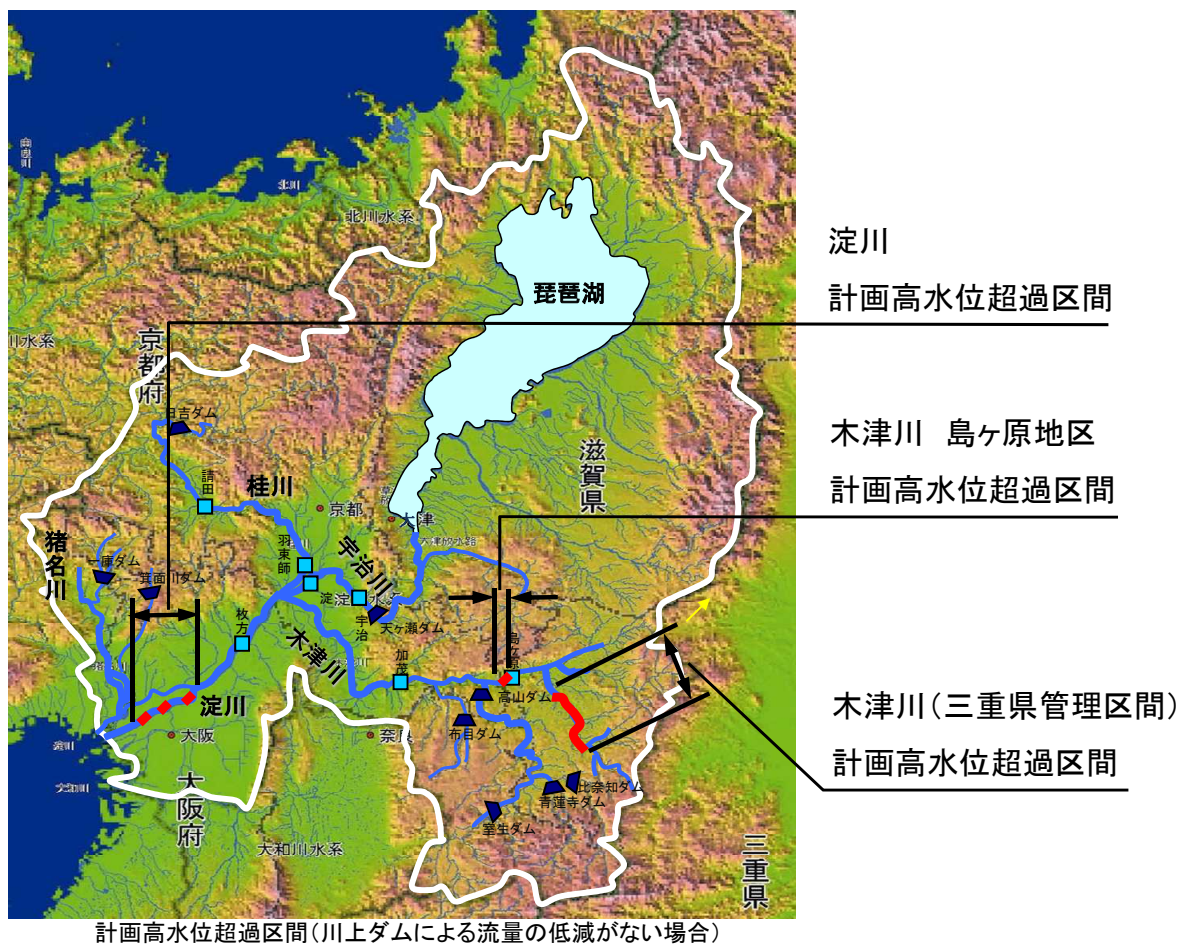 北川水系
琵琶湖
京都府
日吉ダム
滋賀県
請田
桂川
京都
大津
大津放水路
羽束師
宇治川
猪名川
一庫ダム
箕面川ダム
淀
宇治
天ヶ瀬ダム
枚方
木津川
加茂
高山ダム
布目ダム
淀川
大阪
大阪府
比奈知ダム
青蓮寺ダム
室生ダム
大和川水系
三重県
淀川
計画高水位超過区間
木津川 島ヶ原地区
計画高水位超過区間
木津川(三重県管理区間)
計画高水位超過区間
計画高水位超過区間(川上ダムによる流量の低減がない場合)